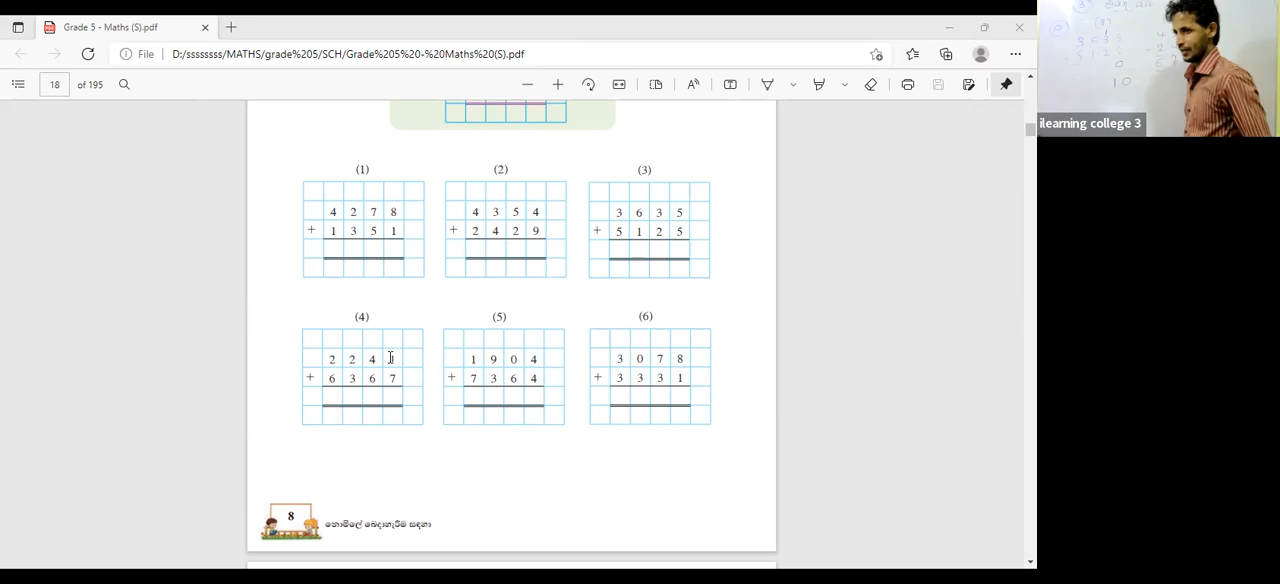 Grade 5 - Maths (S).pdf
File D:/ssssssss/MATHS/grade%205/SCH/Grade%205%20-%20Maths%20(S).pdf
18 of 195
ilearning college 3
(1) (2) (3)
4 2 7 8 4 3 5 4 3 6 3 5
+ 1 3 5 1 + 2 4 2 9 + 5 1 2 5
(4) (5) (6)
2 2 4 1 9 0 4 3 0 7 8
+ 6 3 6 7 + 7 3 6 4 + 3 3 3 1
8
නොමිලේ බෙදාහැරීම සඳහා